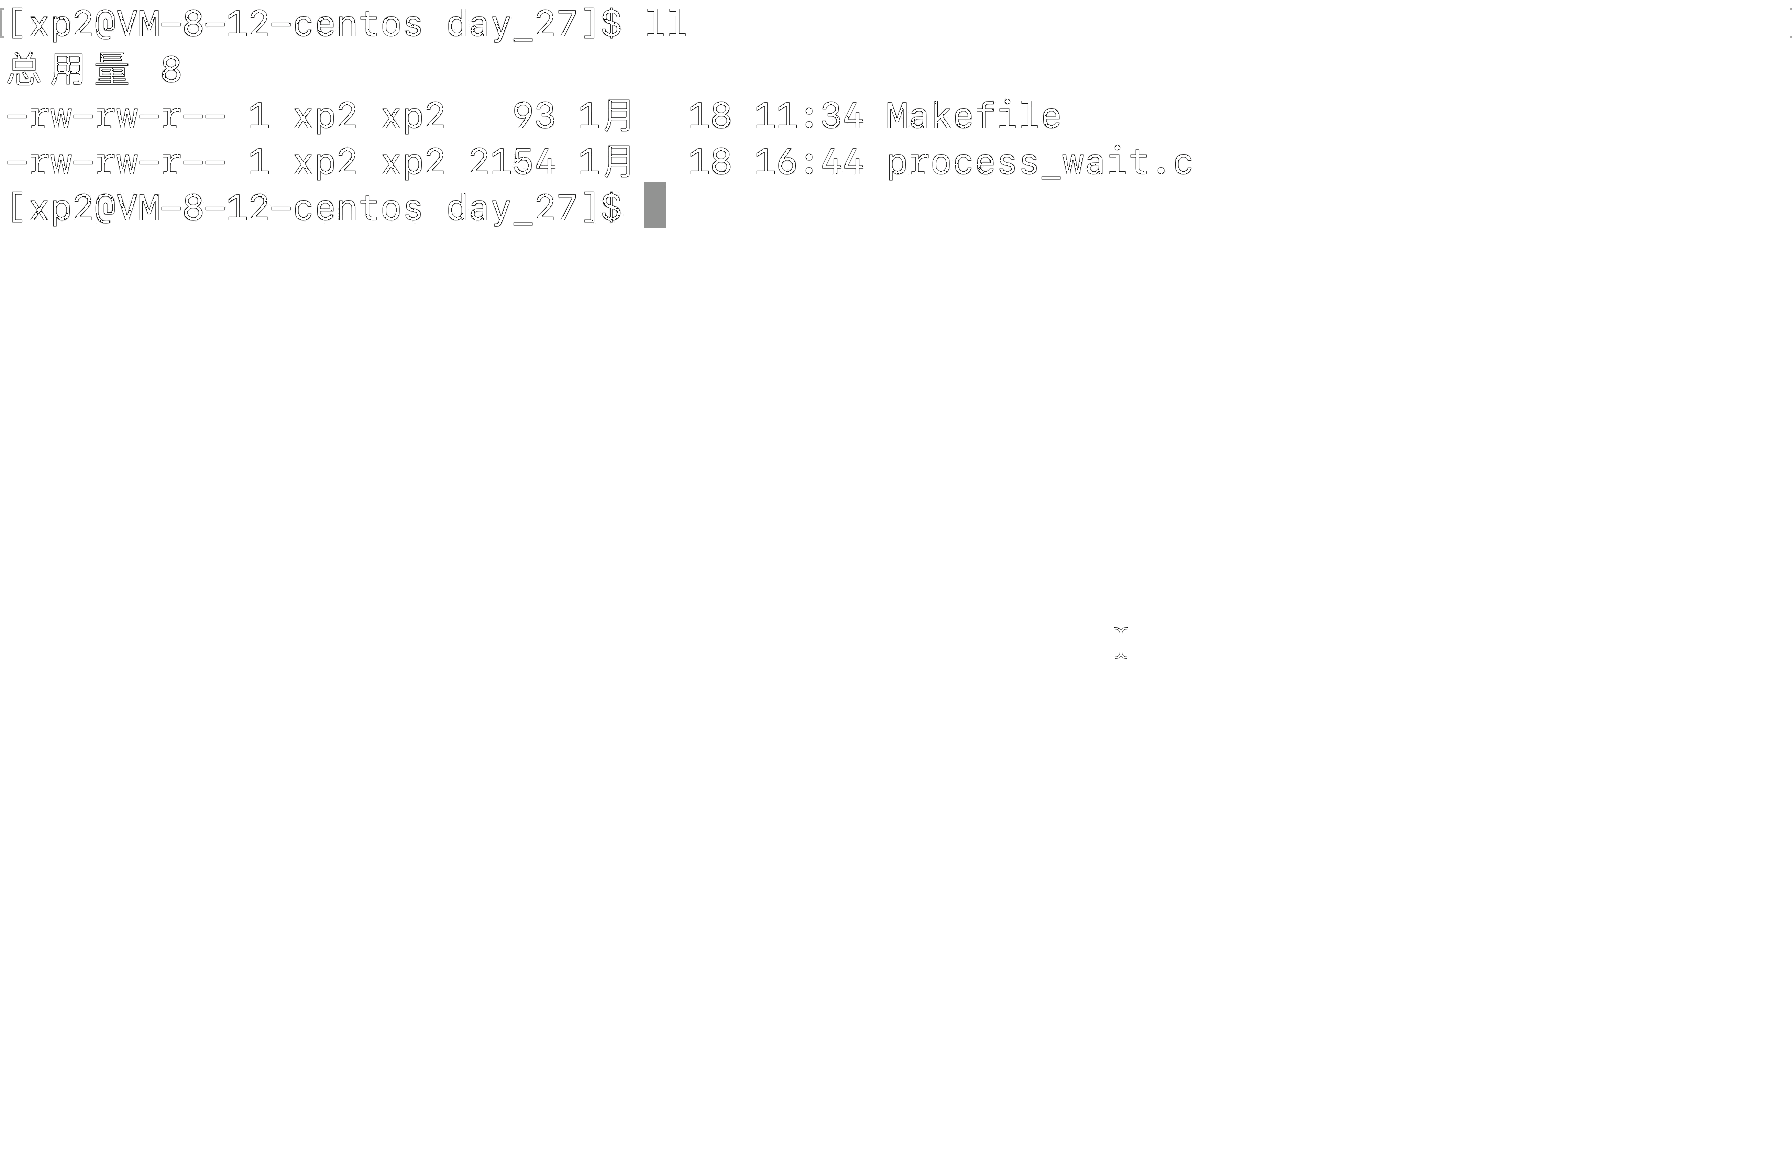 [xp2@VM-8-12-centos day_27]$ ll
总用量 8
-rw-rw-r-- 1 xp2 xp2   93 1月  18 11:34 Makefile
-rw-rw-r-- 1 xp2 xp2 2154 1月  18 16:44 process_wait.c
[xp2@VM-8-12-centos day_27]$